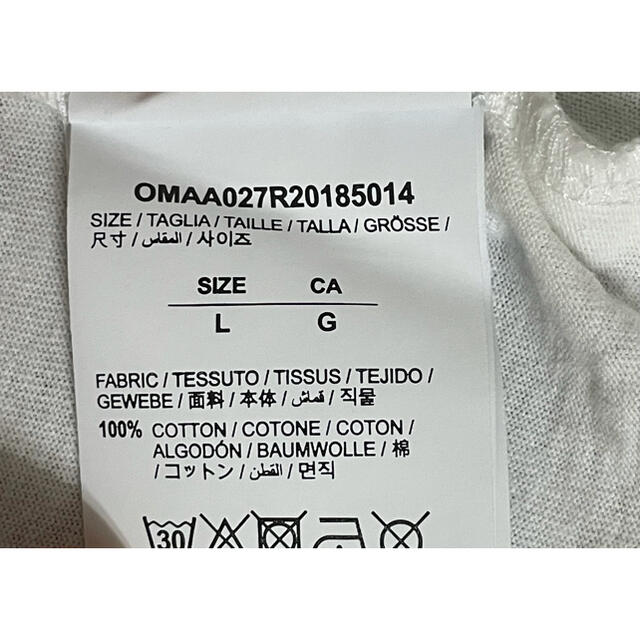 OMAA027R20185014
SIZE / TAGLIA / TAILLE / TALLA / GRÖSSE /
尺寸 / المقاس / 사이즈
SIZE CA
L G
FABRIC / TESSUTO / TISSUS / TEJIDO /
GEWEBE / 面料 / 本体 / قماش / 직물
100% COTTON / COTONE / COTON /
ALGODÓN / BAUMWOLLE / 棉
/ コットン / القطن / 면직
30